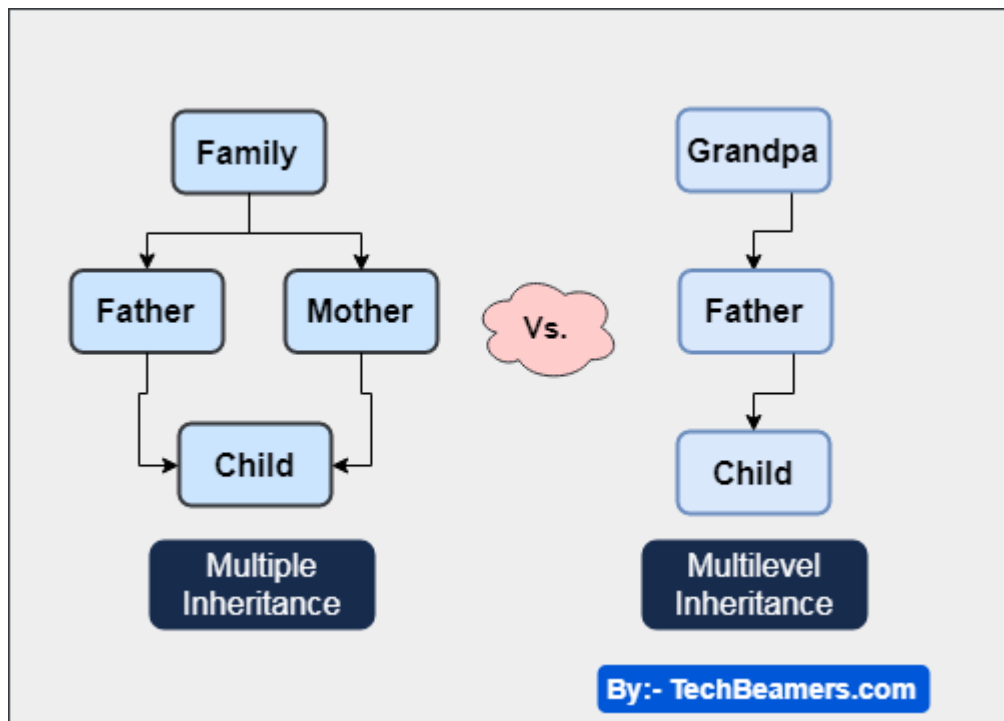 Family
Father
Mother
Child
Multiple
Inheritance
Vs.
Grandpa
Father
Child
Multilevel
Inheritance
By:- TechBeamers.com